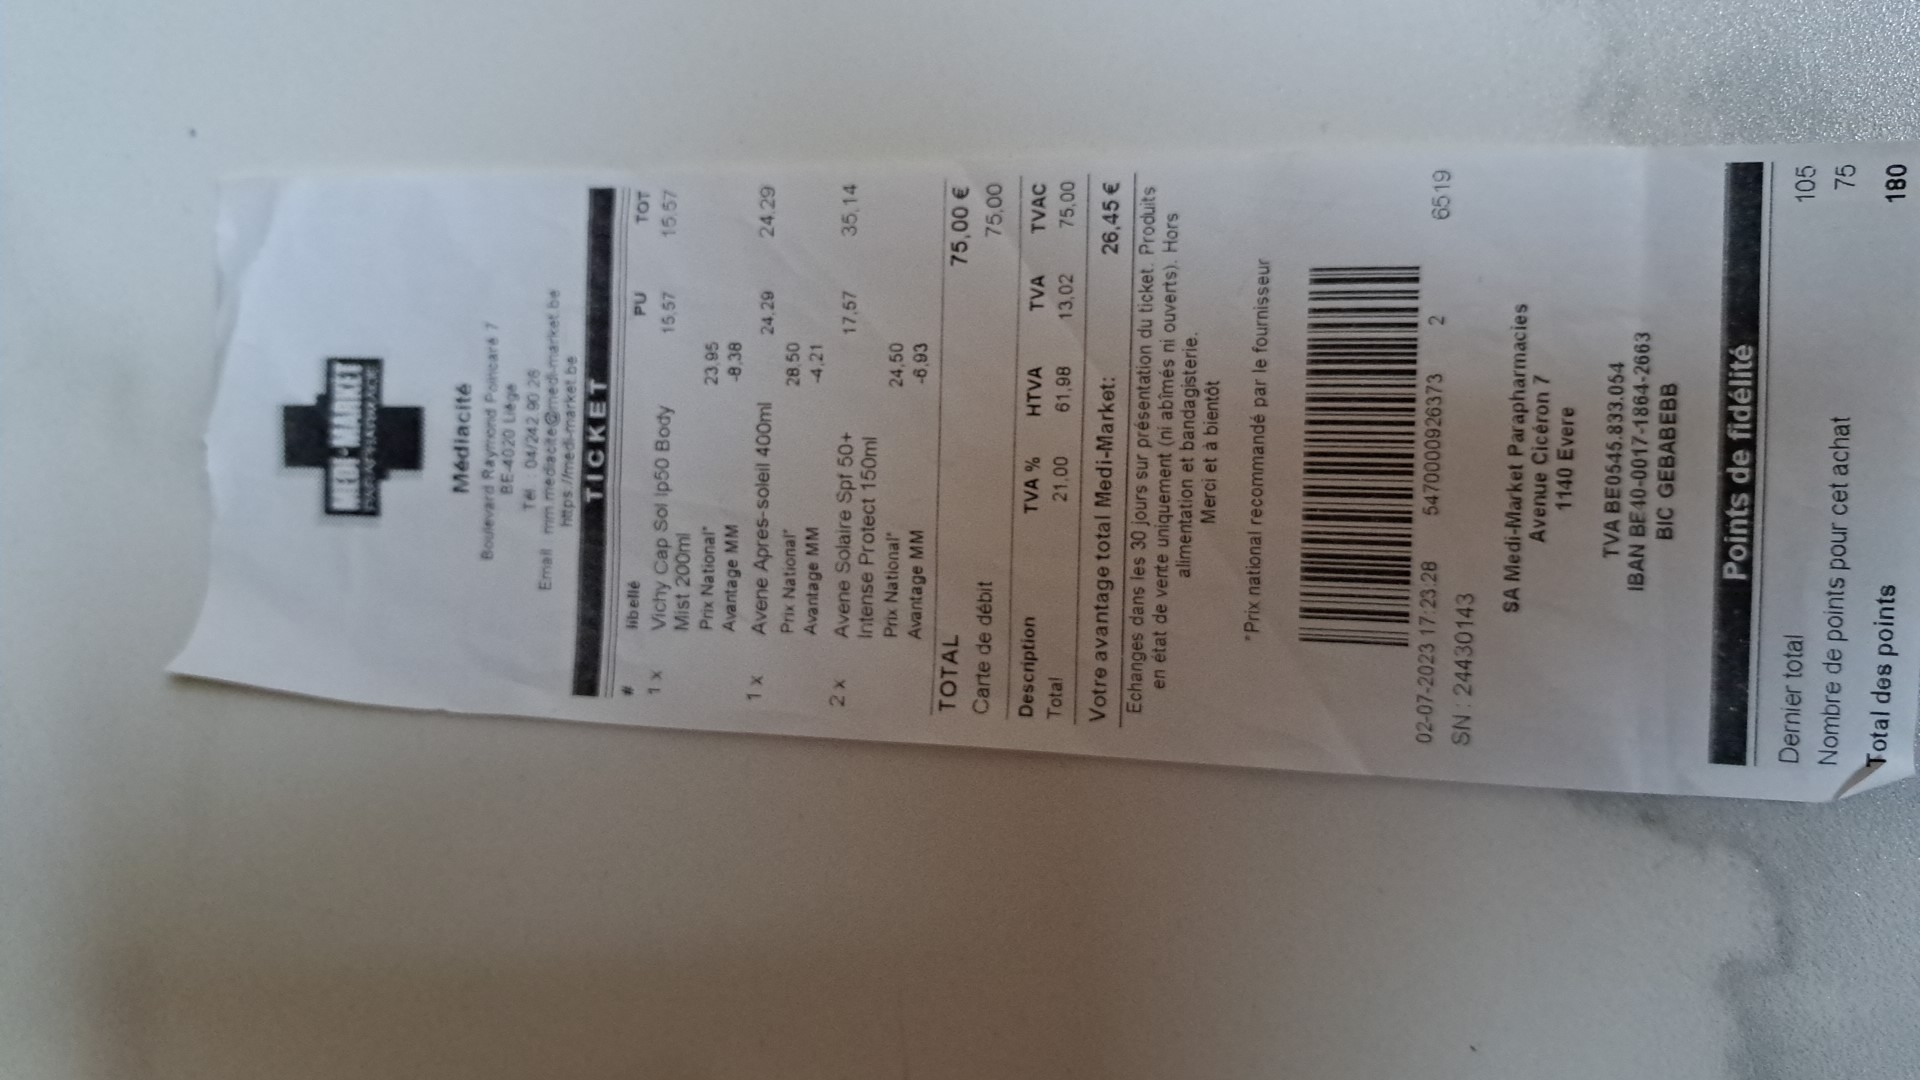 MEDI-MARKET
PARAPHARMACIE
Médiacité
Boulevard Raymond Poincaré 7
BE-4020 Liège
Tél : 04/242 90 26
Email mm.mediacite@medi-market.be
https://medi-market.be
TICKET
# libellé PU TOT
1 x Vichy Cap Sol Ip50 Body 15,57 15,57
Mist 200ml
Prix National* 23,95
Avantage MM -8,38
1 x Avene Apres-soleil 400ml 24,29 24,29
Prix National* 28,50
Avantage MM -4,21
2 x Avene Solaire Spf 50+ 17,57 35,14
Intense Protect 150ml
Prix National* 24,50
Avantage MM -6,93
TOTAL 75,00 €
Carte de débit 75,00
Description TVA % HTVA TVA TVAC
Total 21,00 61,98 13,02 75,00
Votre avantage total Medi-Market: 26,45 €
Echanges dans les 30 jours sur présentation du ticket. Produits
en état de vente uniquement (ni abîmés ni ouverts). Hors
alimentation et bandagisterie.
Merci et à bientôt
*Prix national recommandé par le fournisseur
02-07-2023 17:23:28 5470000926373 2 6519
SN : 24430143
SA Medi-Market Parapharmacies
Avenue Cicéron 7
1140 Evere
TVA BE0545.833.054
IBAN BE40-0017-1864-2663
BIC GEBABEBB
Points de fidélité
Dernier total 105
Nombre de points pour cet achat 75
Total des points 180